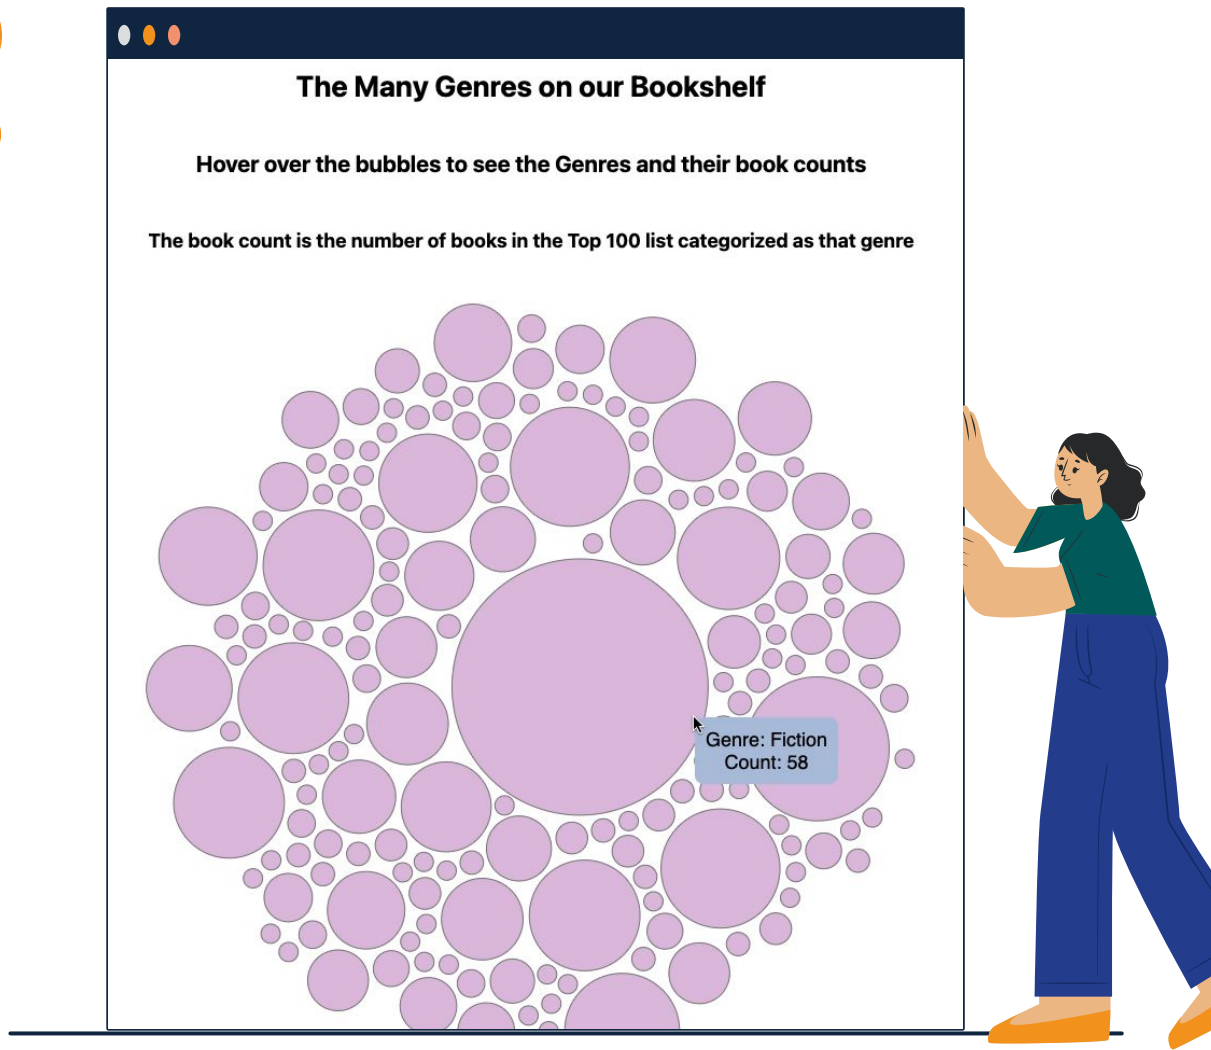 The Many Genres on our Bookshelf
Hover over the bubbles to see the Genres and their book counts
The book count is the number of books in the Top 100 list categorized as that genre
Genre: Fiction
Count: 58